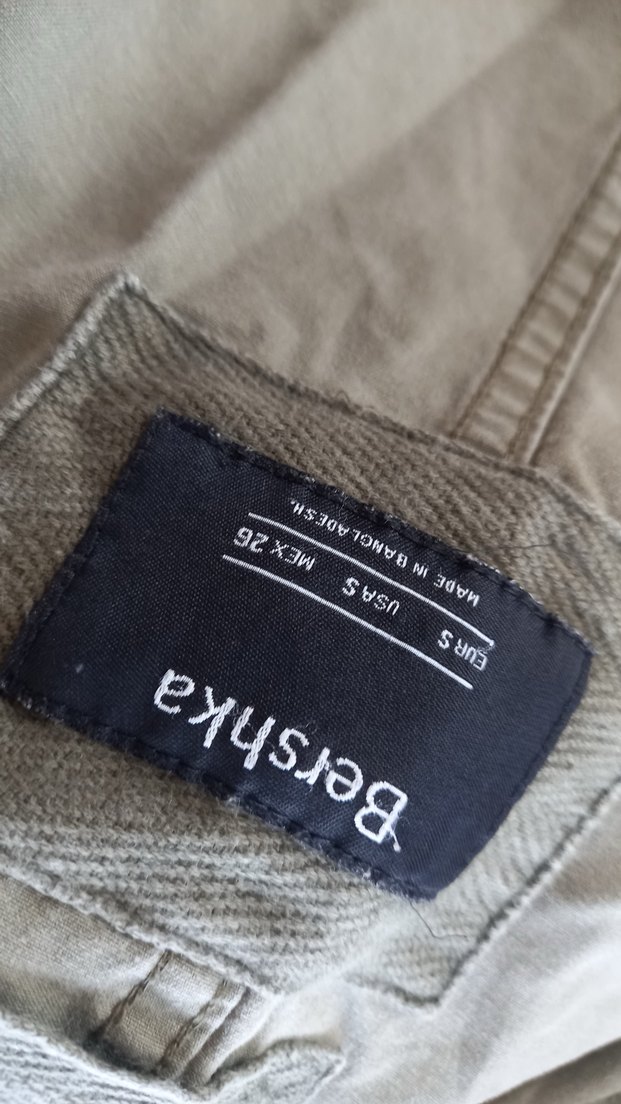 Bershka
EUR S USA S MEX 26
MADE IN BANGLADESH.